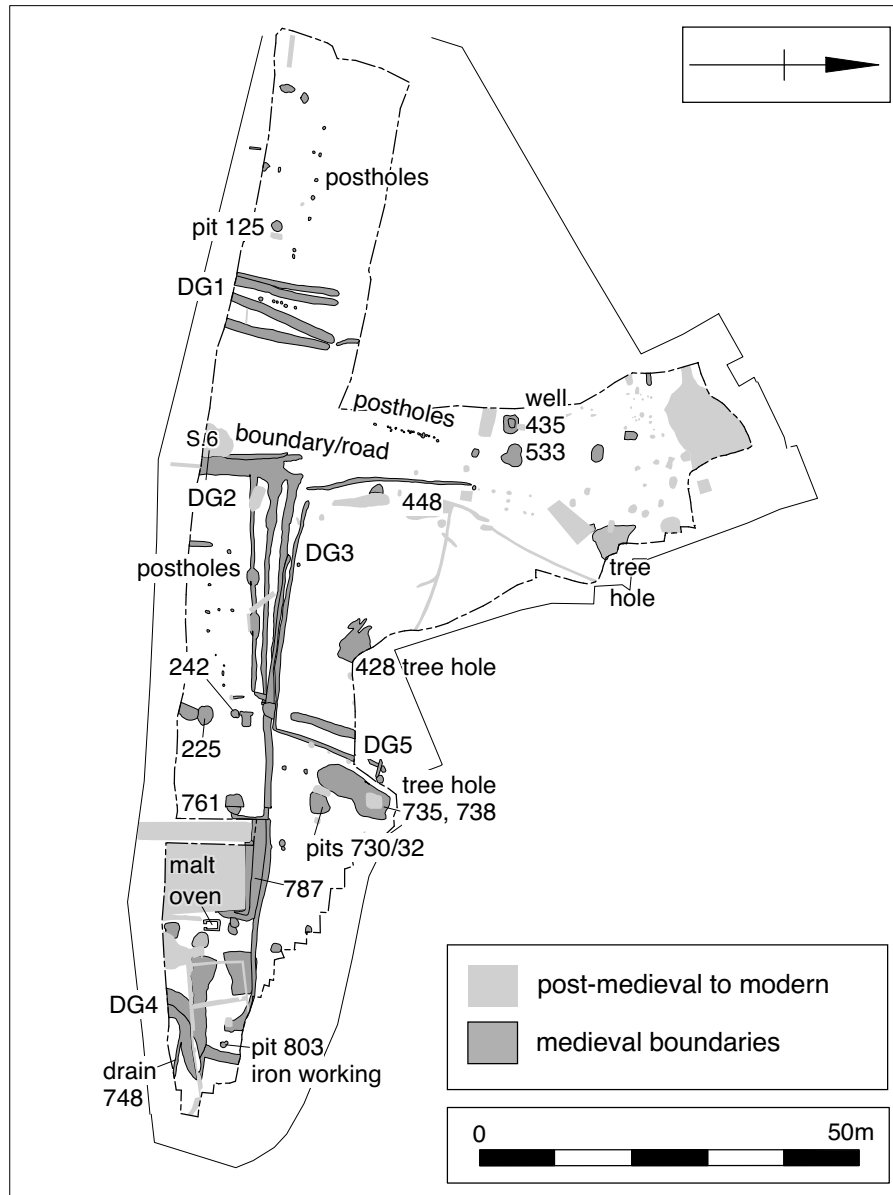 postholes
pit 125
DG1
postholes
well
435
533
S.6
boundary/road
DG2
448
DG3
postholes
tree
hole
242
428 tree hole
225
DG5
tree hole
735, 738
761
pits 730/32
malt
oven
787
DG4
pit 803
iron working
drain
748
post-medieval to modern
medieval boundaries
0
50m